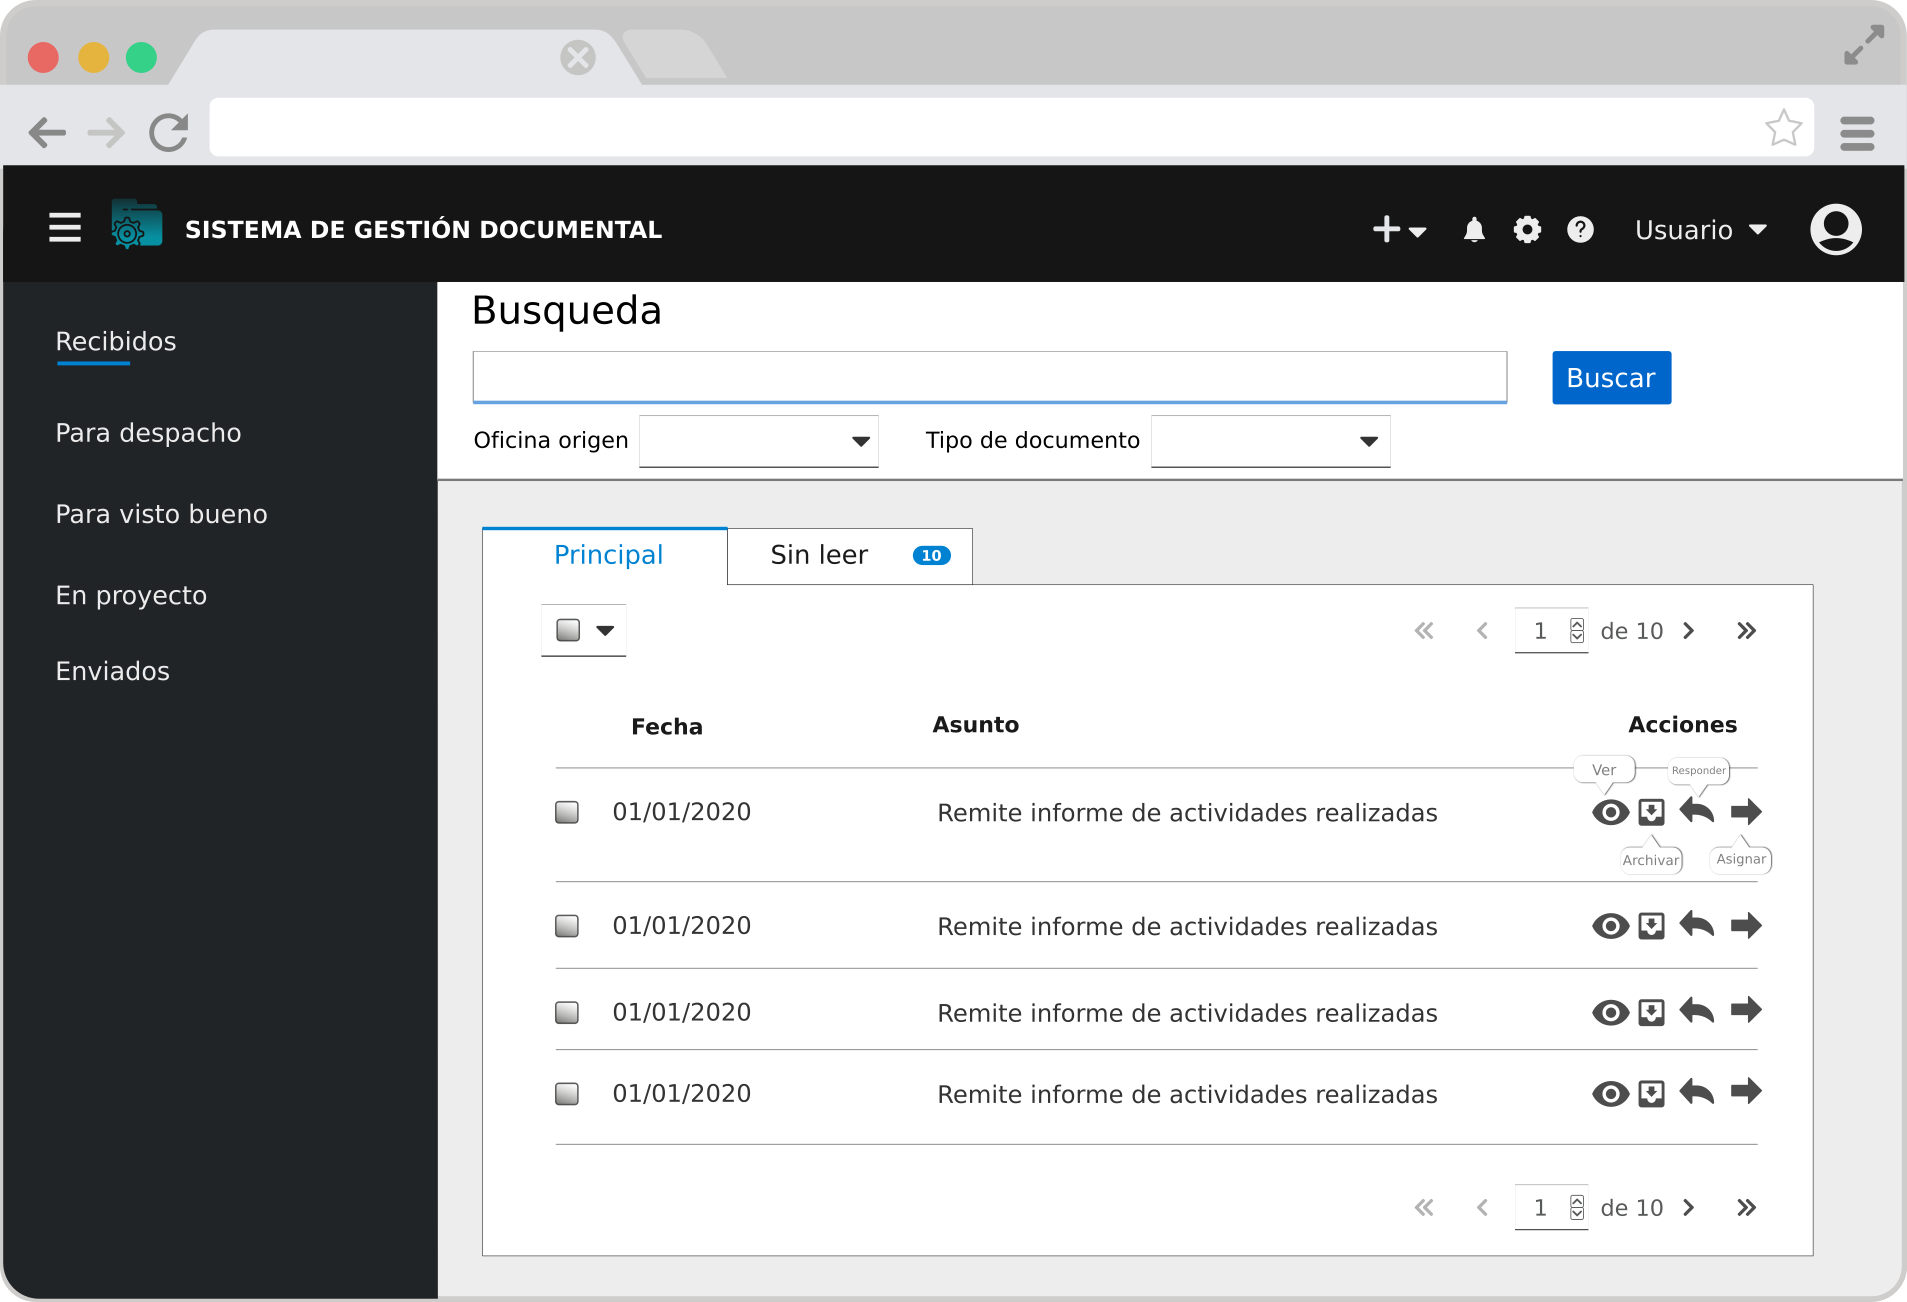 SISTEMA DE GESTIÓN DOCUMENTAL
Usuario
Recibidos
Para despacho
Para visto bueno
En proyecto
Enviados
Busqueda
Buscar
Oficina origen
Tipo de documento
Principal
Sin leer 10
1 de 10
Fecha Asunto Acciones
Ver Responder
01/01/2020 Remite informe de actividades realizadas
Archivar Asignar
01/01/2020 Remite informe de actividades realizadas
01/01/2020 Remite informe de actividades realizadas
01/01/2020 Remite informe de actividades realizadas
1 de 10